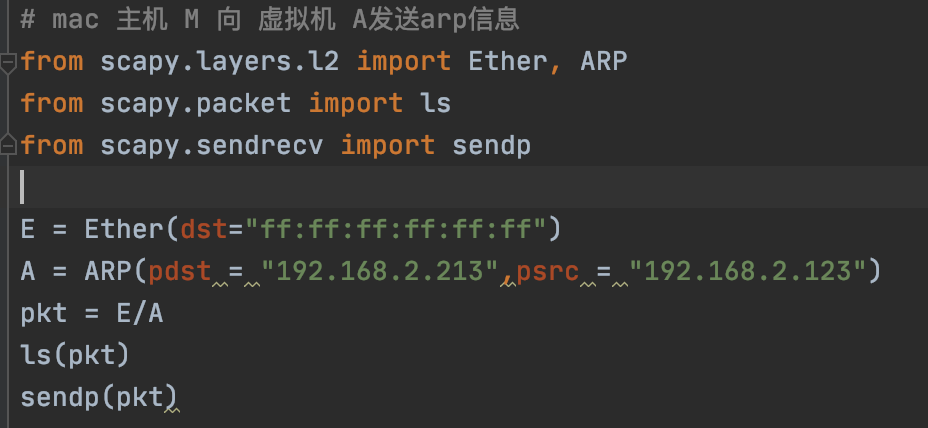 # mac 主机 M 向 虚拟机 A发送arp信息
from scapy.layers.l2 import Ether, ARP
from scapy.packet import ls
from scapy.sendrecv import sendp
E = Ether(dst="ff:ff:ff:ff:ff:ff")
A = ARP(pdst = "192.168.2.213",psrc = "192.168.2.123")
pkt = E/A
ls(pkt)
sendp(pkt)